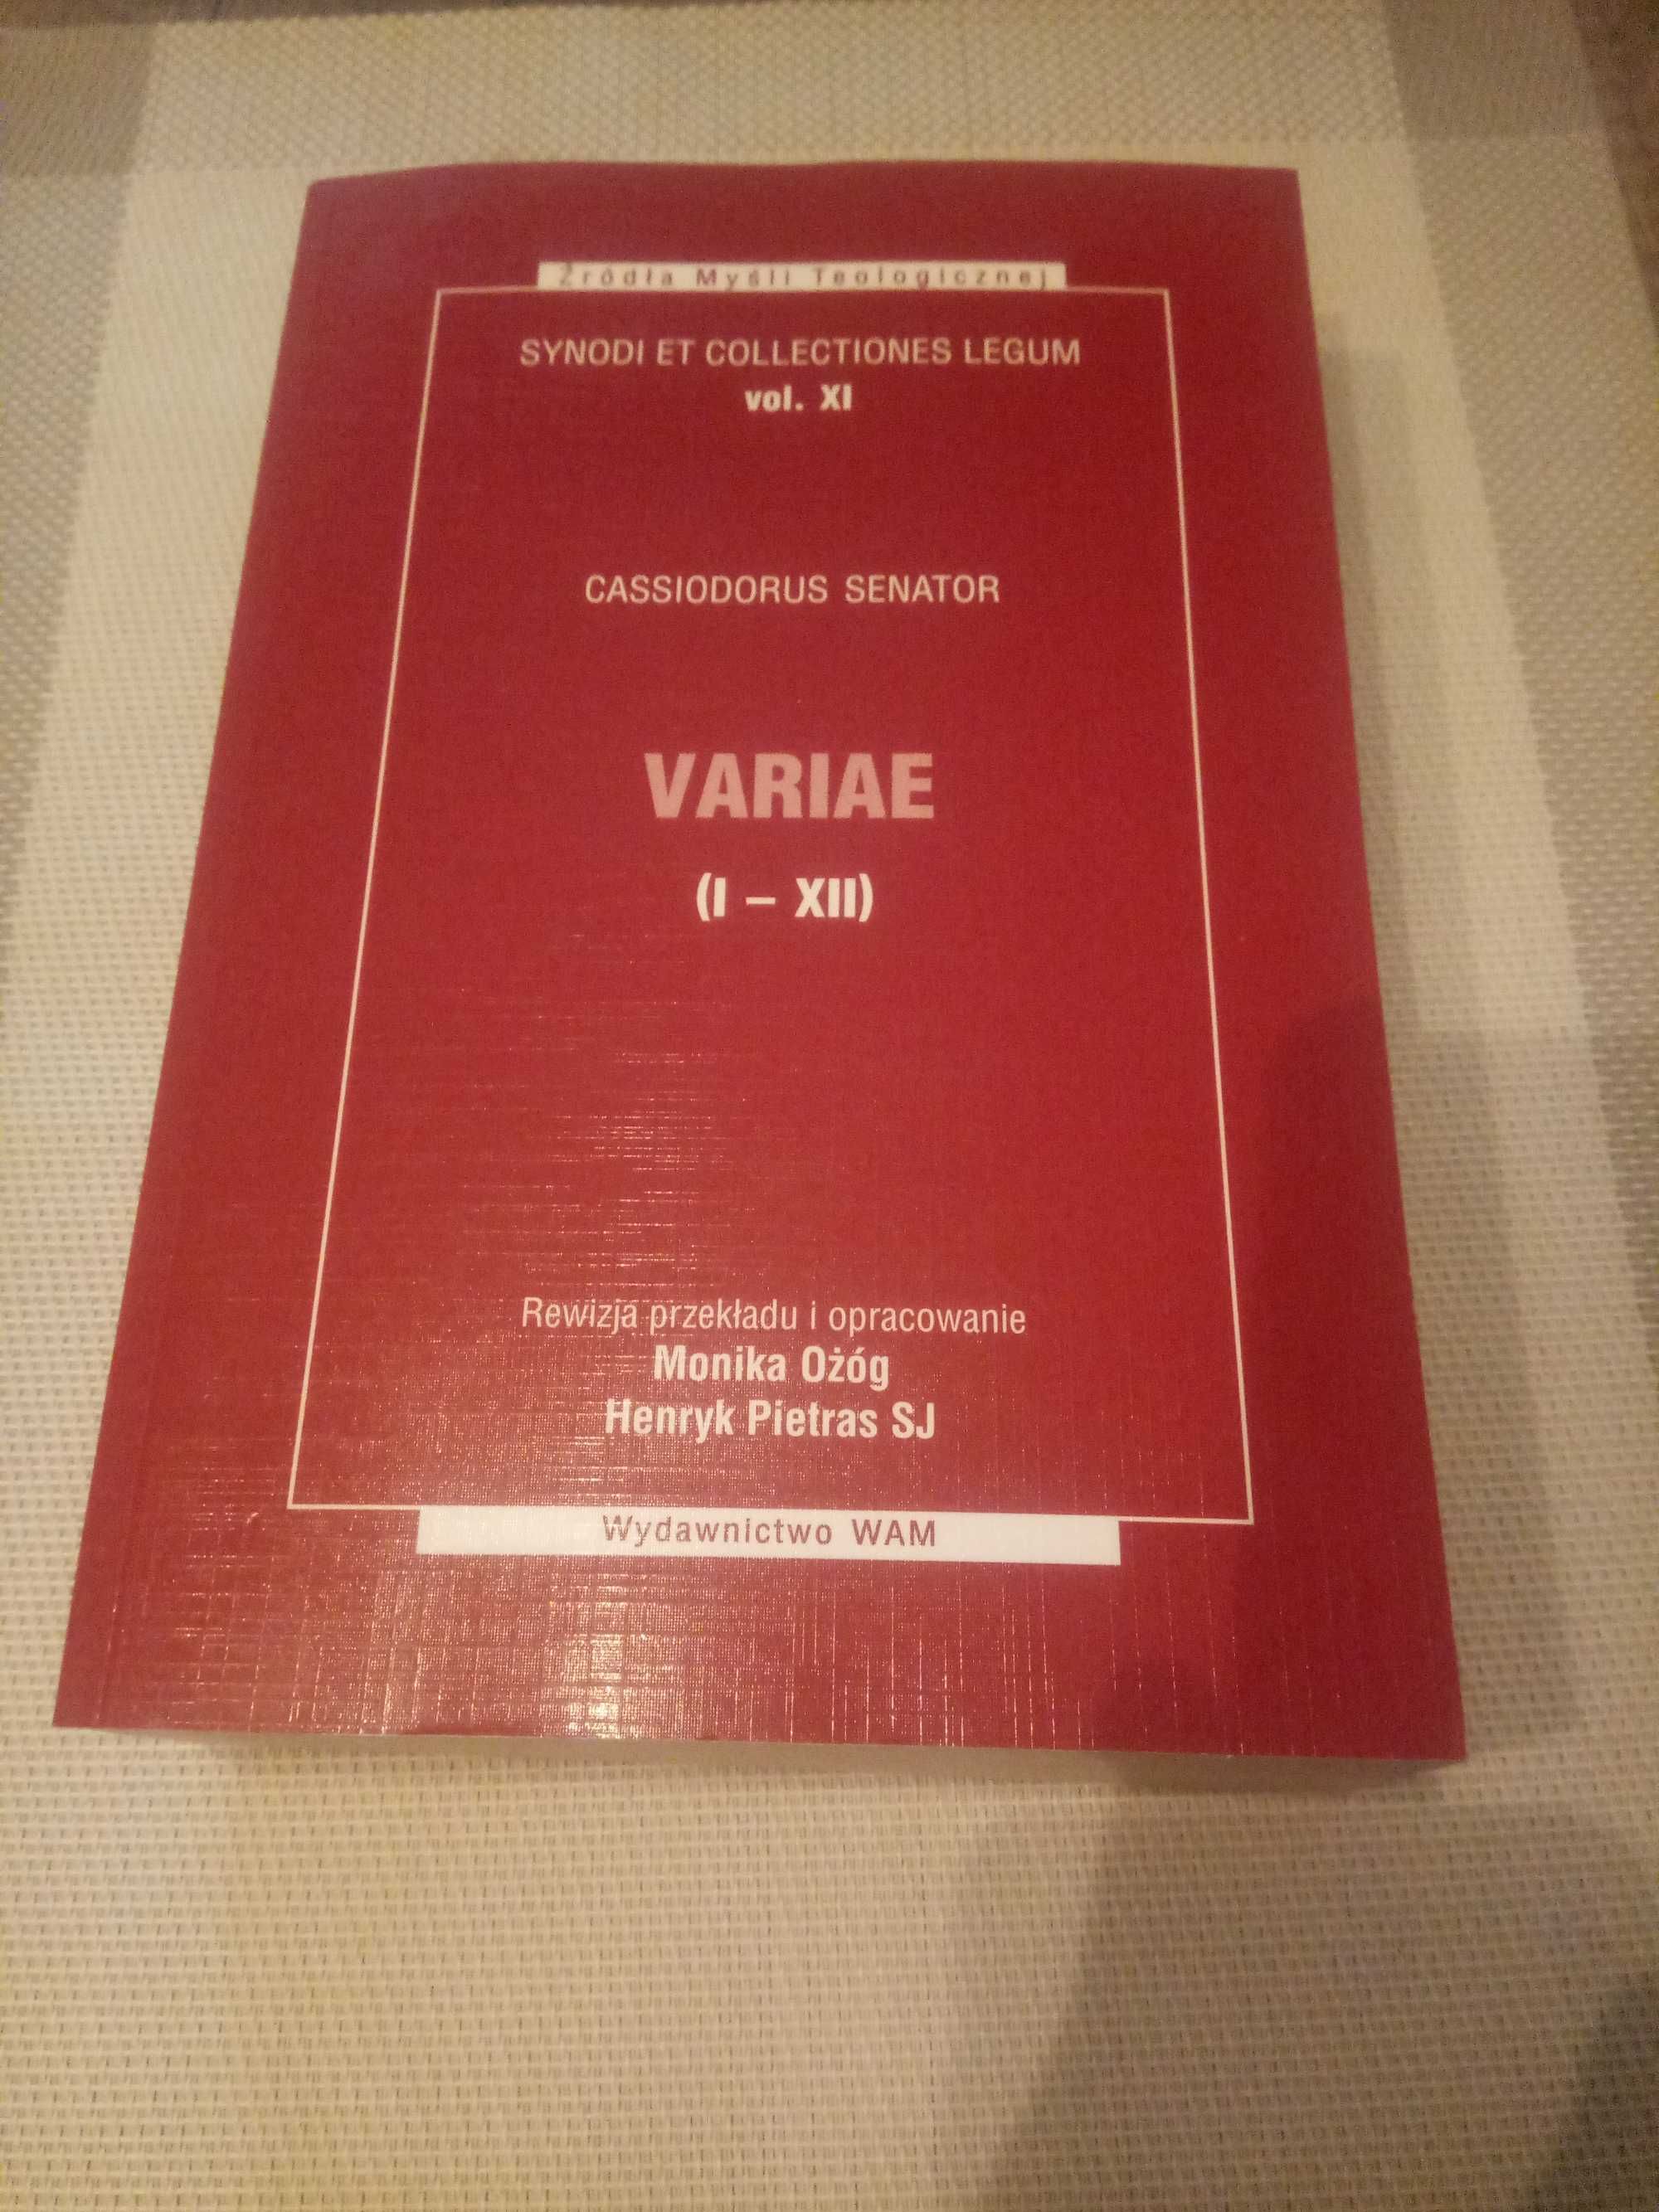 Źródła Myśli Teologicznej
SYNODI ET COLLECTIONES LEGUM
vol. XI
CASSIODORUS SENATOR
VARIAE
(I – XII)
Rewizja przekładu i opracowanie
Monika Ożóg
Henryk Pietras SJ
Wydawnictwo WAM